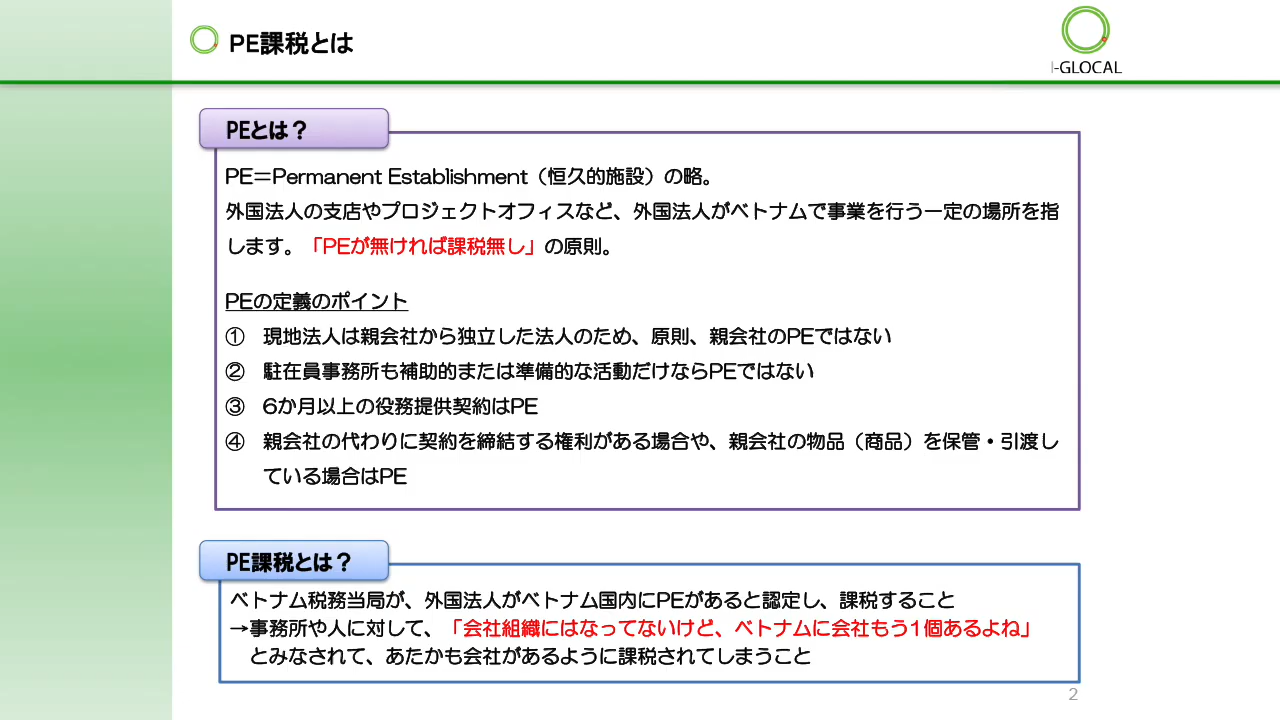 PE課税とは
I-GLOCAL
PEとは？
PE＝Permanent Establishment（恒久的施設）の略。
外国法人の支店やプロジェクトオフィスなど、外国法人がベトナムで事業を行う一定の場所を指
します。「PEが無ければ課税無し」の原則。
PEの定義のポイント
① 現地法人は親会社から独立した法人のため、原則、親会社のPEではない
② 駐在員事務所も補助的または準備的な活動だけならPEではない
③ 6か月以上の役務提供契約はPE
④ 親会社の代わりに契約を締結する権利がある場合や、親会社の物品（商品）を保管・引渡し
ている場合はPE
PE課税とは？
ベトナム税務当局が、外国法人がベトナム国内にPEがあると認定し、課税すること
→事務所や人に対して、「会社組織にはなってないけど、ベトナムに会社もう1個あるよね」
とみなされて、あたかも会社があるように課税されてしまうこと
2